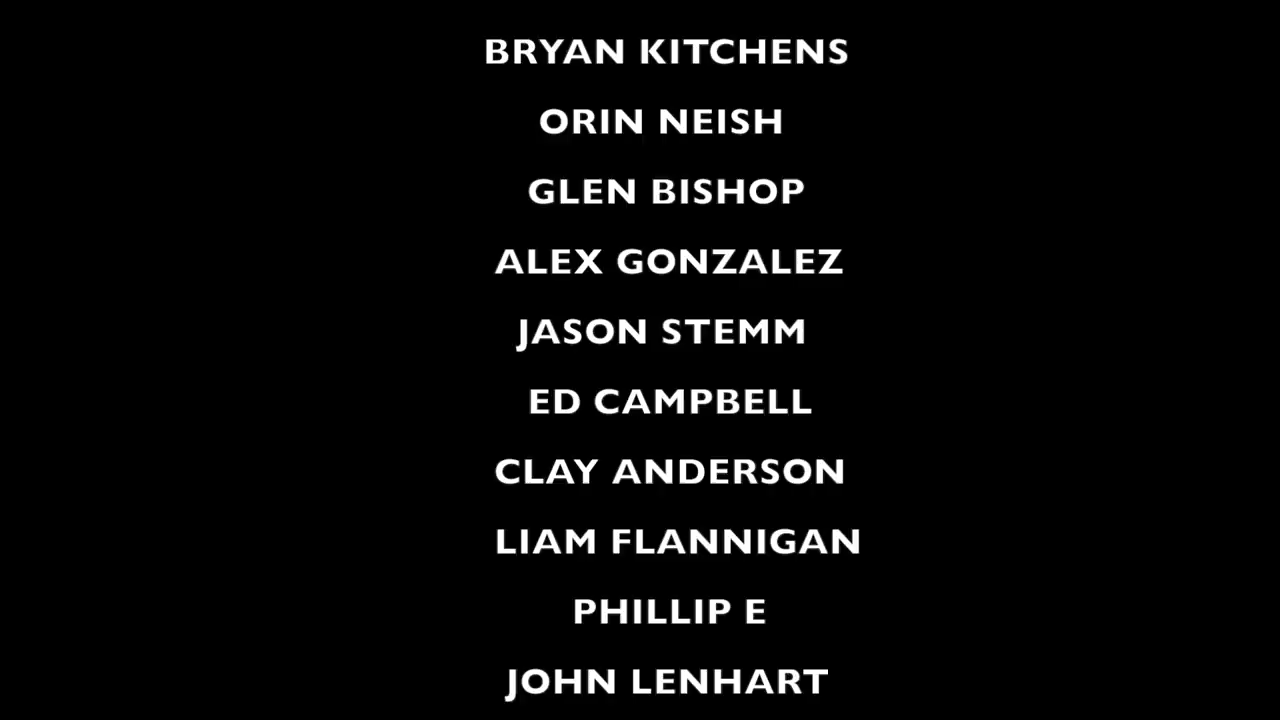 BRYAN KITCHENS
ORIN NEISH
GLEN BISHOP
ALEX GONZALEZ
JASON STEMM
ED CAMPBELL
CLAY ANDERSON
LIAM FLANNIGAN
PHILLIP E
JOHN LENHART